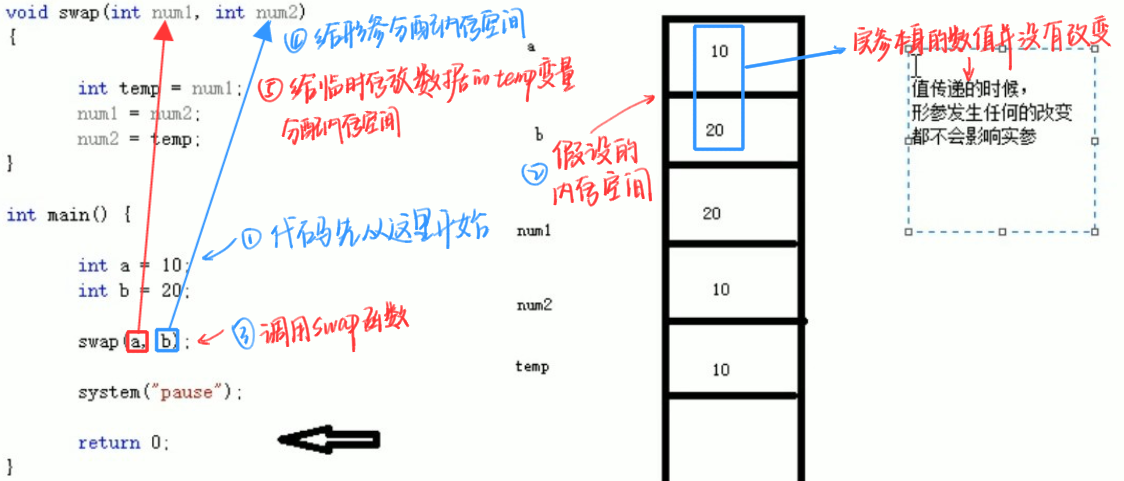 void swap(int num1, int num2)
{
④给形参分配内存空间
int temp = num1;
num1 = num2;
num2 = temp;
⑤给临时存放数据的temp变量
分配内存空间
}
int main() {
①代码先从这里开始
int a = 10;
int b = 20;
swap(a, b);
③调用swap函数
system("pause");
return 0;
}
②假设的
内存空间
a
10
b
20
num1
20
num2
10
temp
10
实参本身的数值并没有改变
值传递的时候,
形参发生任何的改变
都不会影响实参